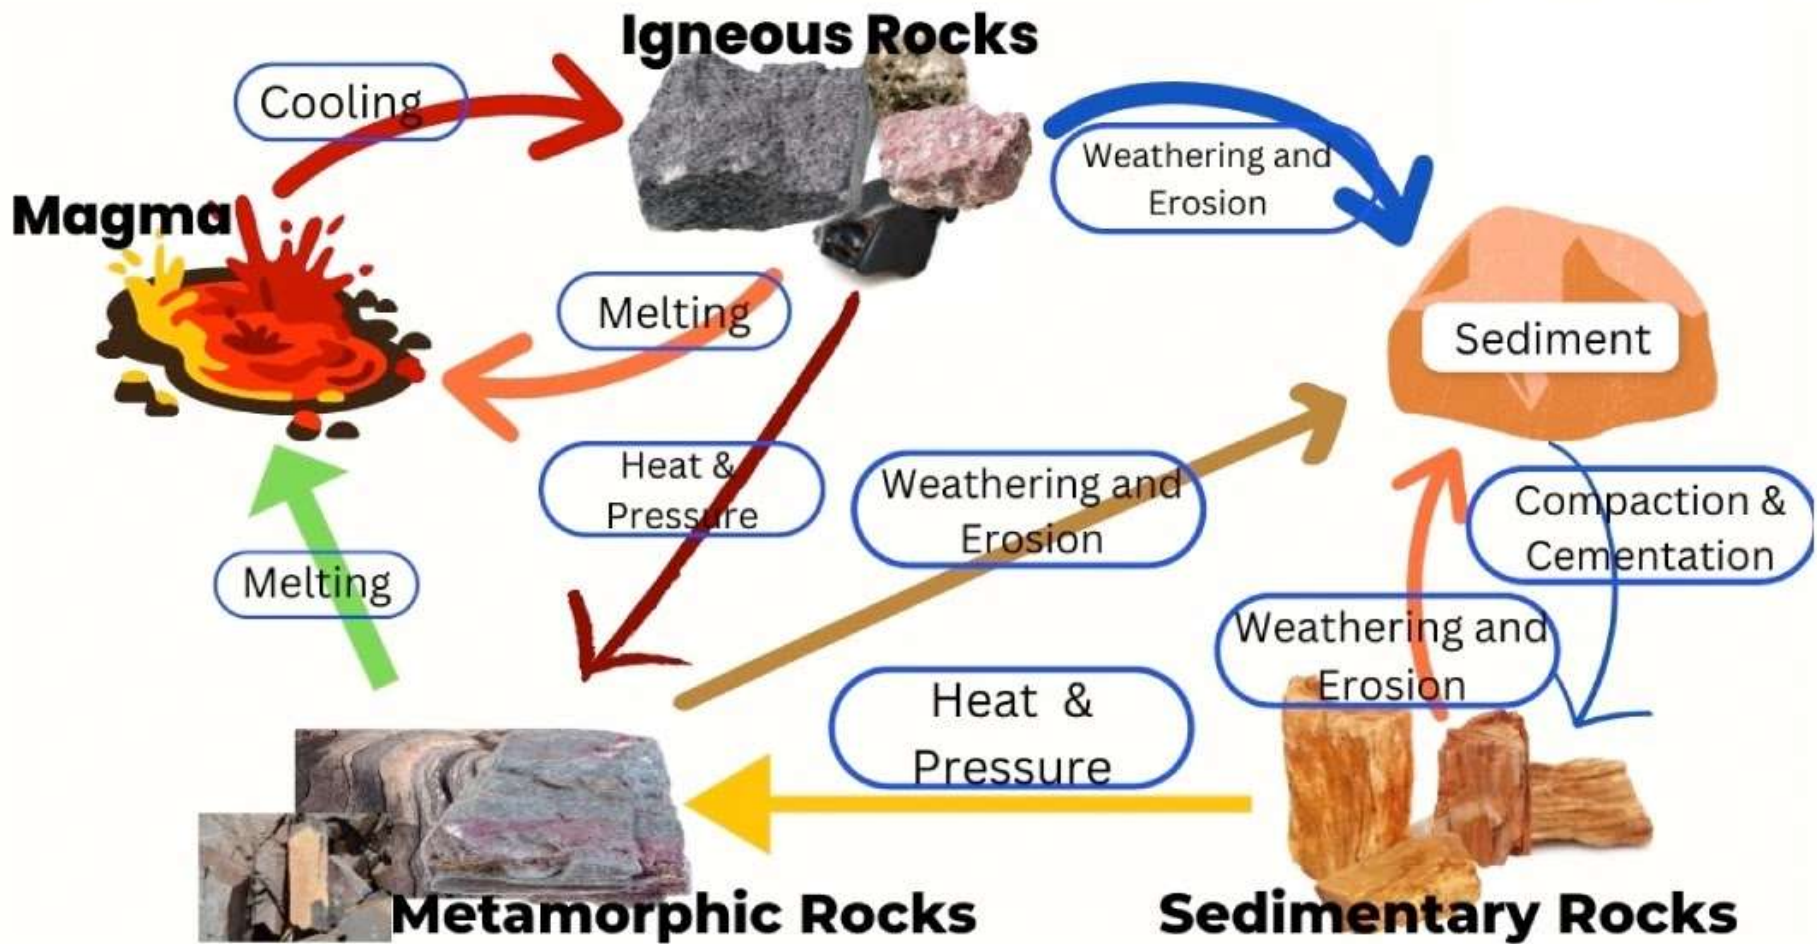 Igneous Rocks
Cooling
Weathering and
Erosion
Magma
Melting
Sediment
Heat &
Pressure
Weathering and
Erosion
Compaction &
Cementation
Melting
Weathering and
Erosion
Heat &
Pressure
Metamorphic Rocks
Sedimentary Rocks